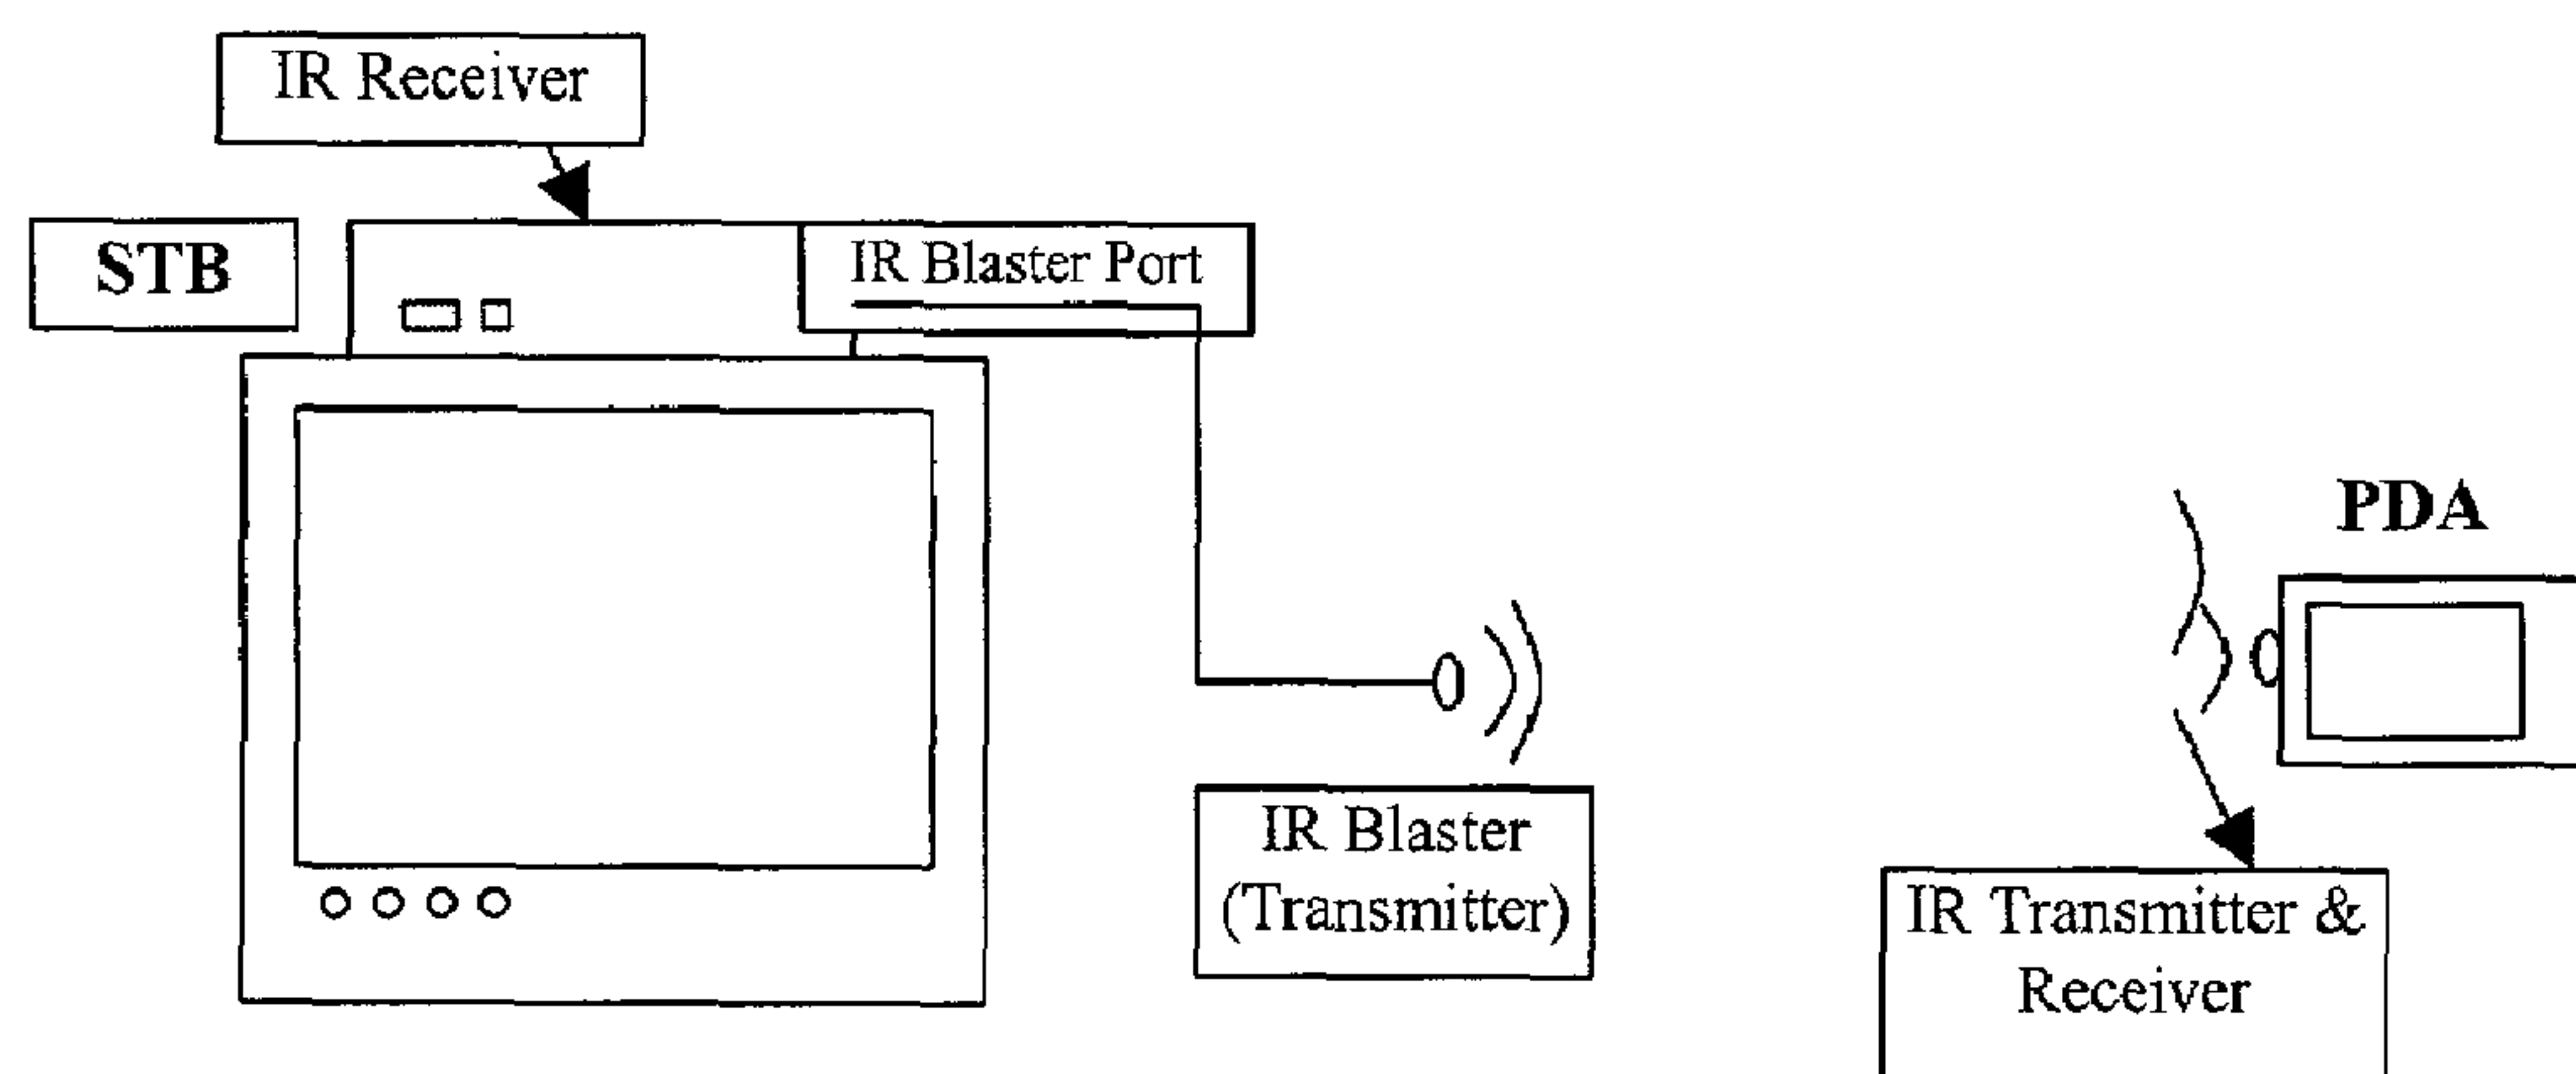 IR Receiver
STB
IR Blaster Port
PDA
IR Blaster
(Transmitter)
IR Transmitter &
Receiver